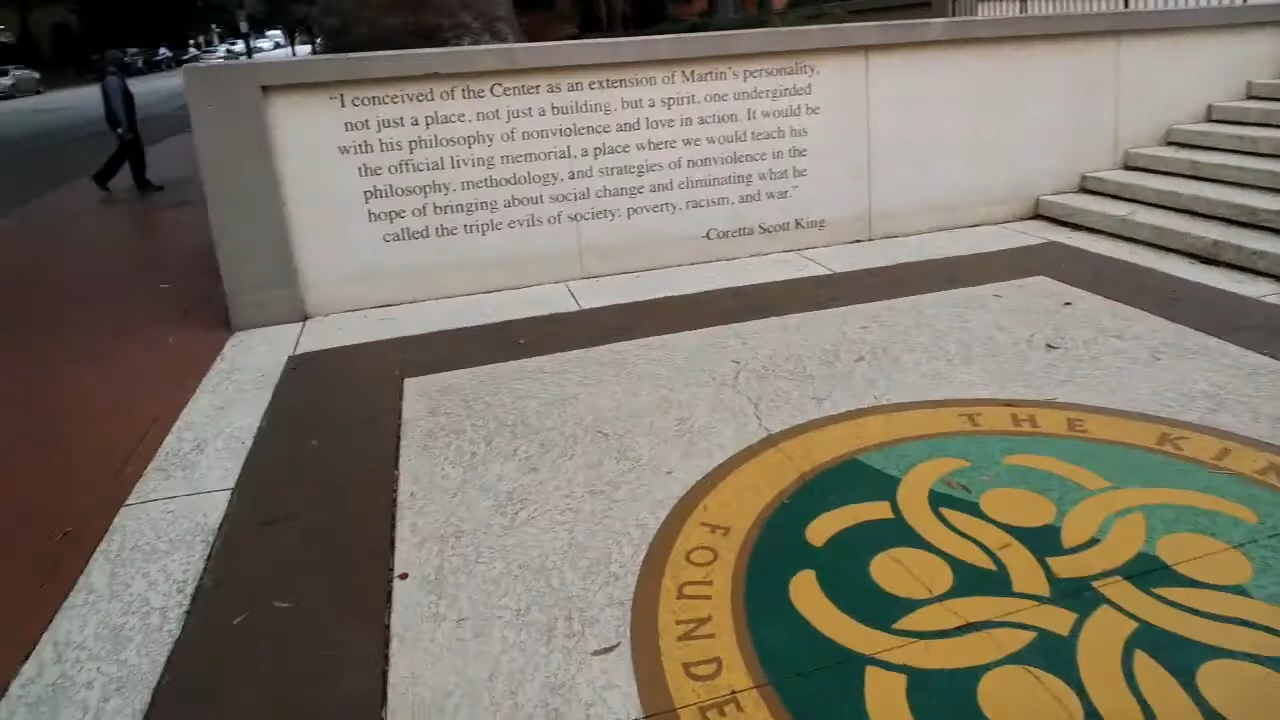 “I conceived of the Center as an extension of Martin’s personality,
not just a place, not just a building, but a spirit, one undergirded
with his philosophy of nonviolence and love in action. It would be
the official living memorial, a place where we would teach his
philosophy, methodology, and strategies of nonviolence in the
hope of bringing about social change and eliminating what he
called the triple evils of society: poverty, racism, and war.”
-Coretta Scott King
THE KIN
FOUNDE